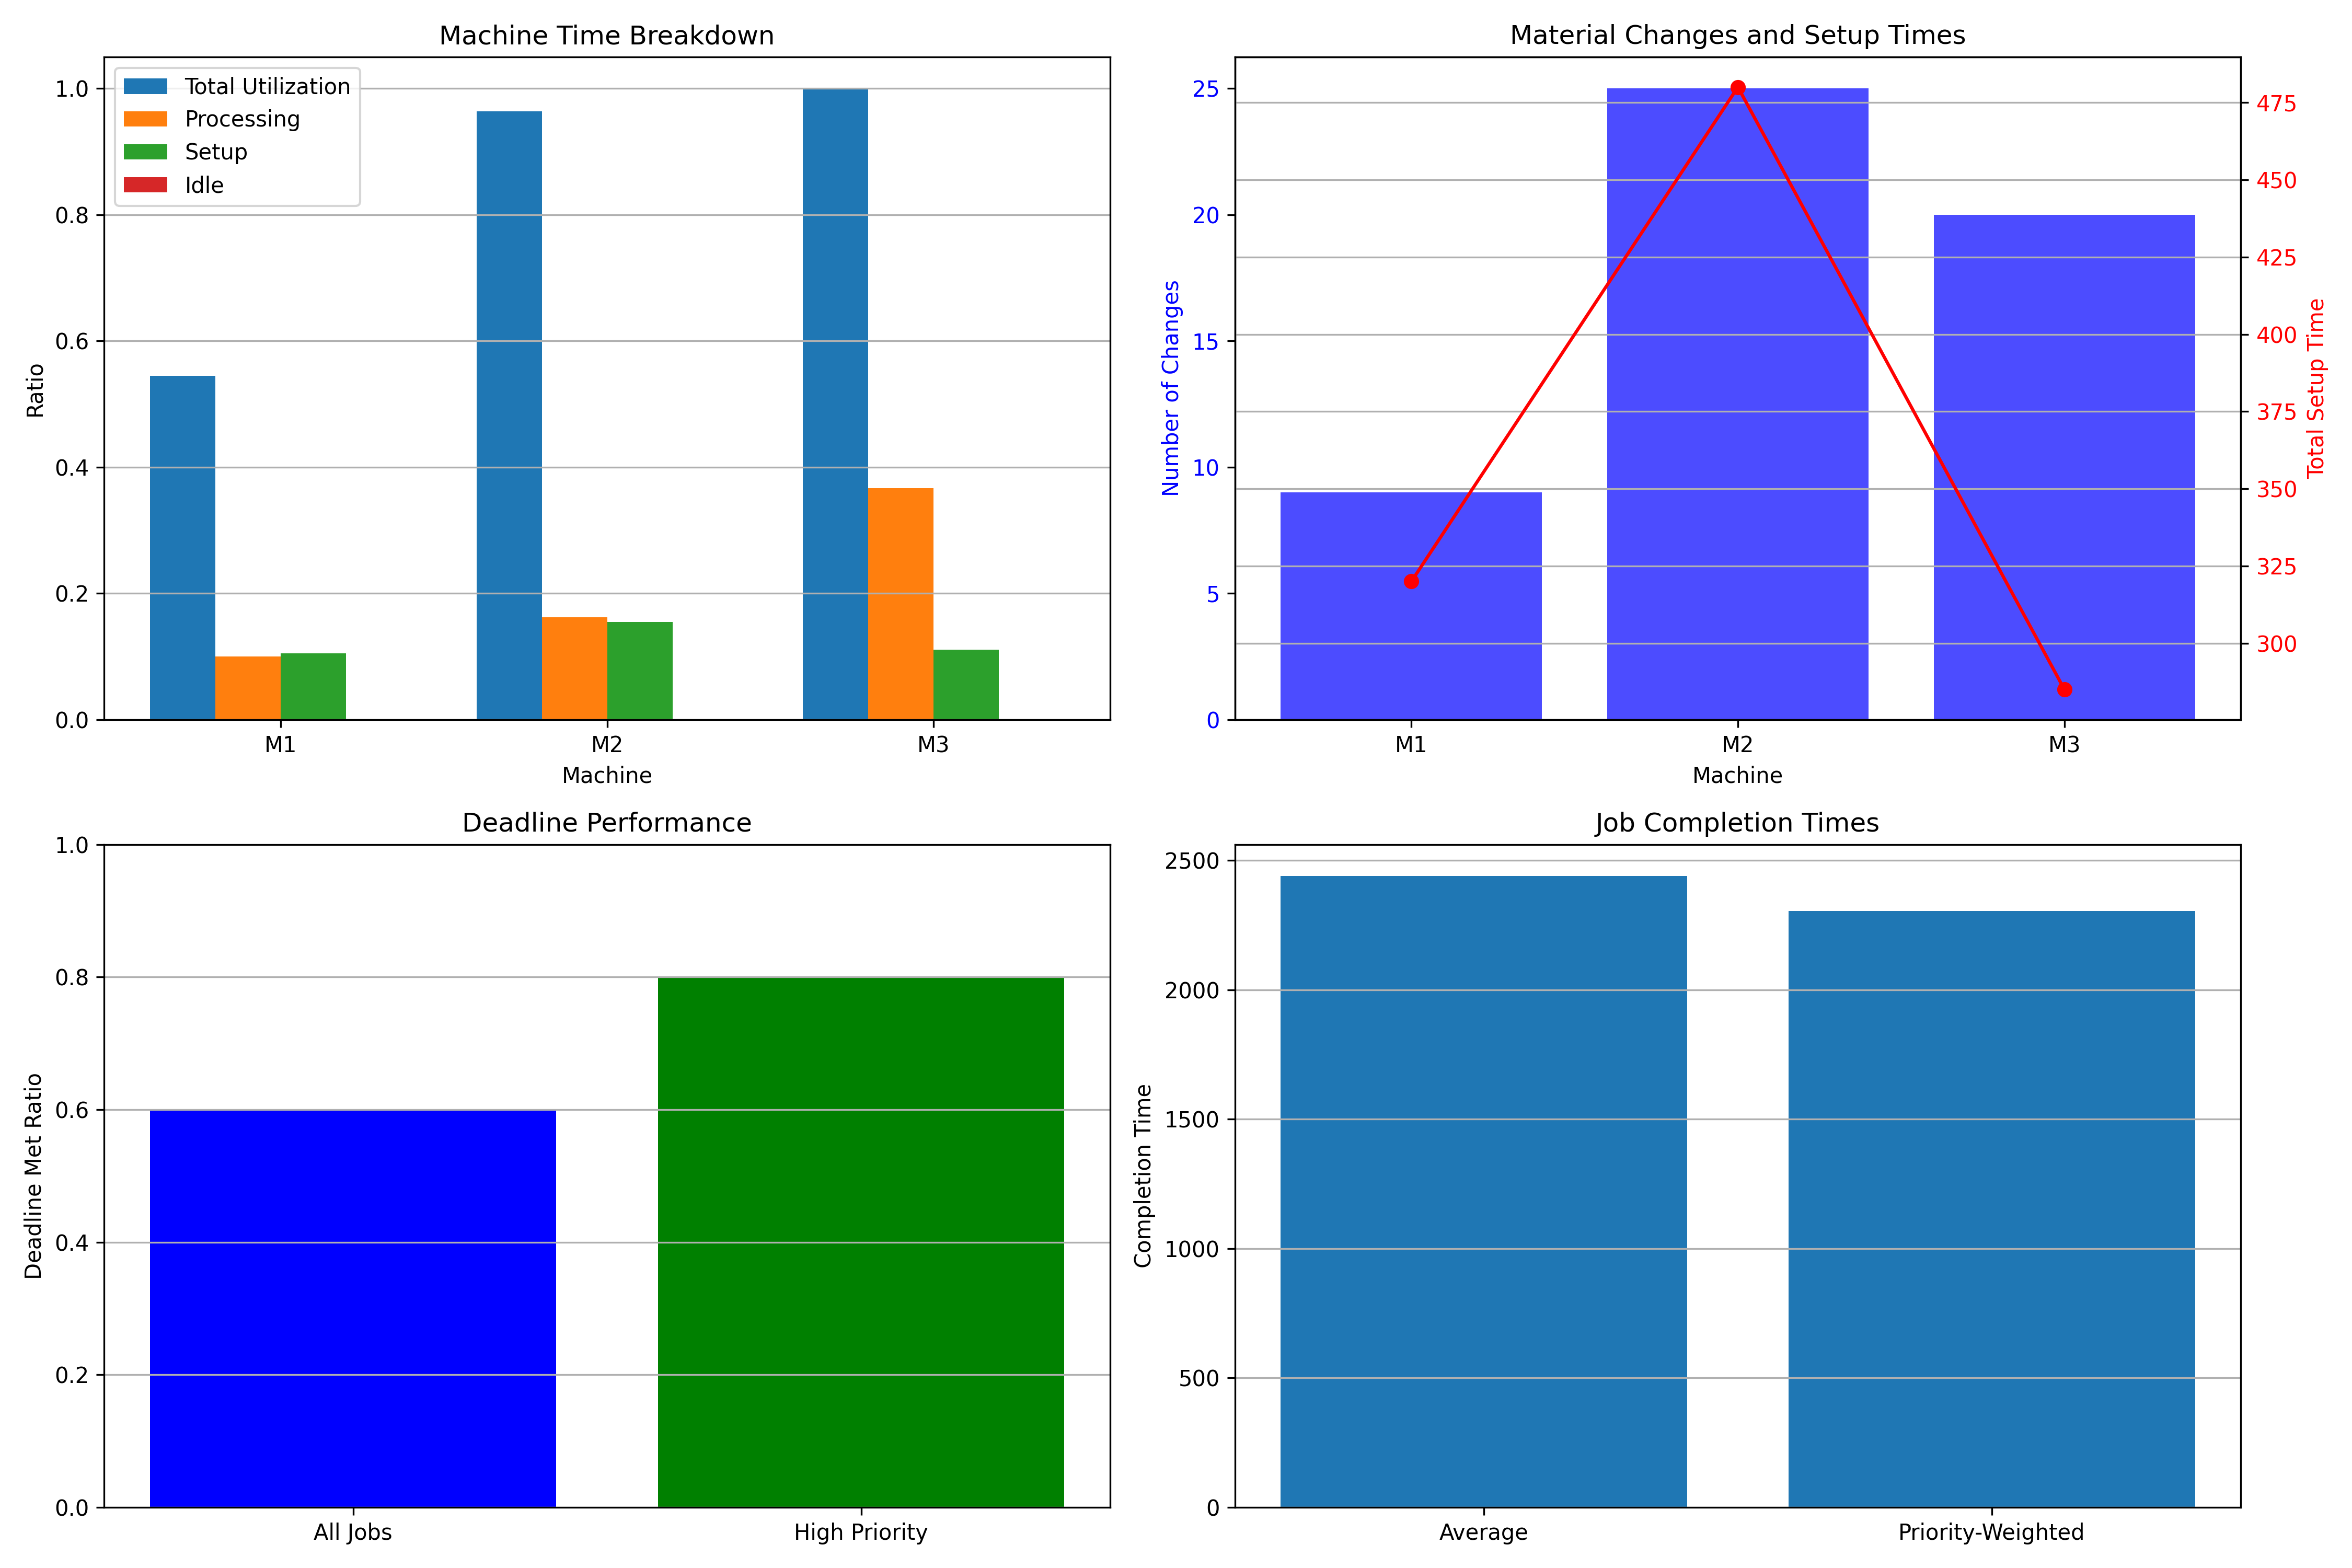 Machine Time Breakdown
Total Utilization
Processing
Setup
Idle
1.0
0.8
0.6
0.4
0.2
0.0
Ratio
M1
M2
M3
Machine
Material Changes and Setup Times
25
20
15
10
5
0
Number of Changes
475
450
425
400
375
350
325
300
Total Setup Time
M1
M2
M3
Machine
Deadline Performance
1.0
0.8
0.6
0.4
0.2
0.0
Deadline Met Ratio
All Jobs
High Priority
Job Completion Times
2500
2000
1500
1000
500
0
Completion Time
Average
Priority-Weighted